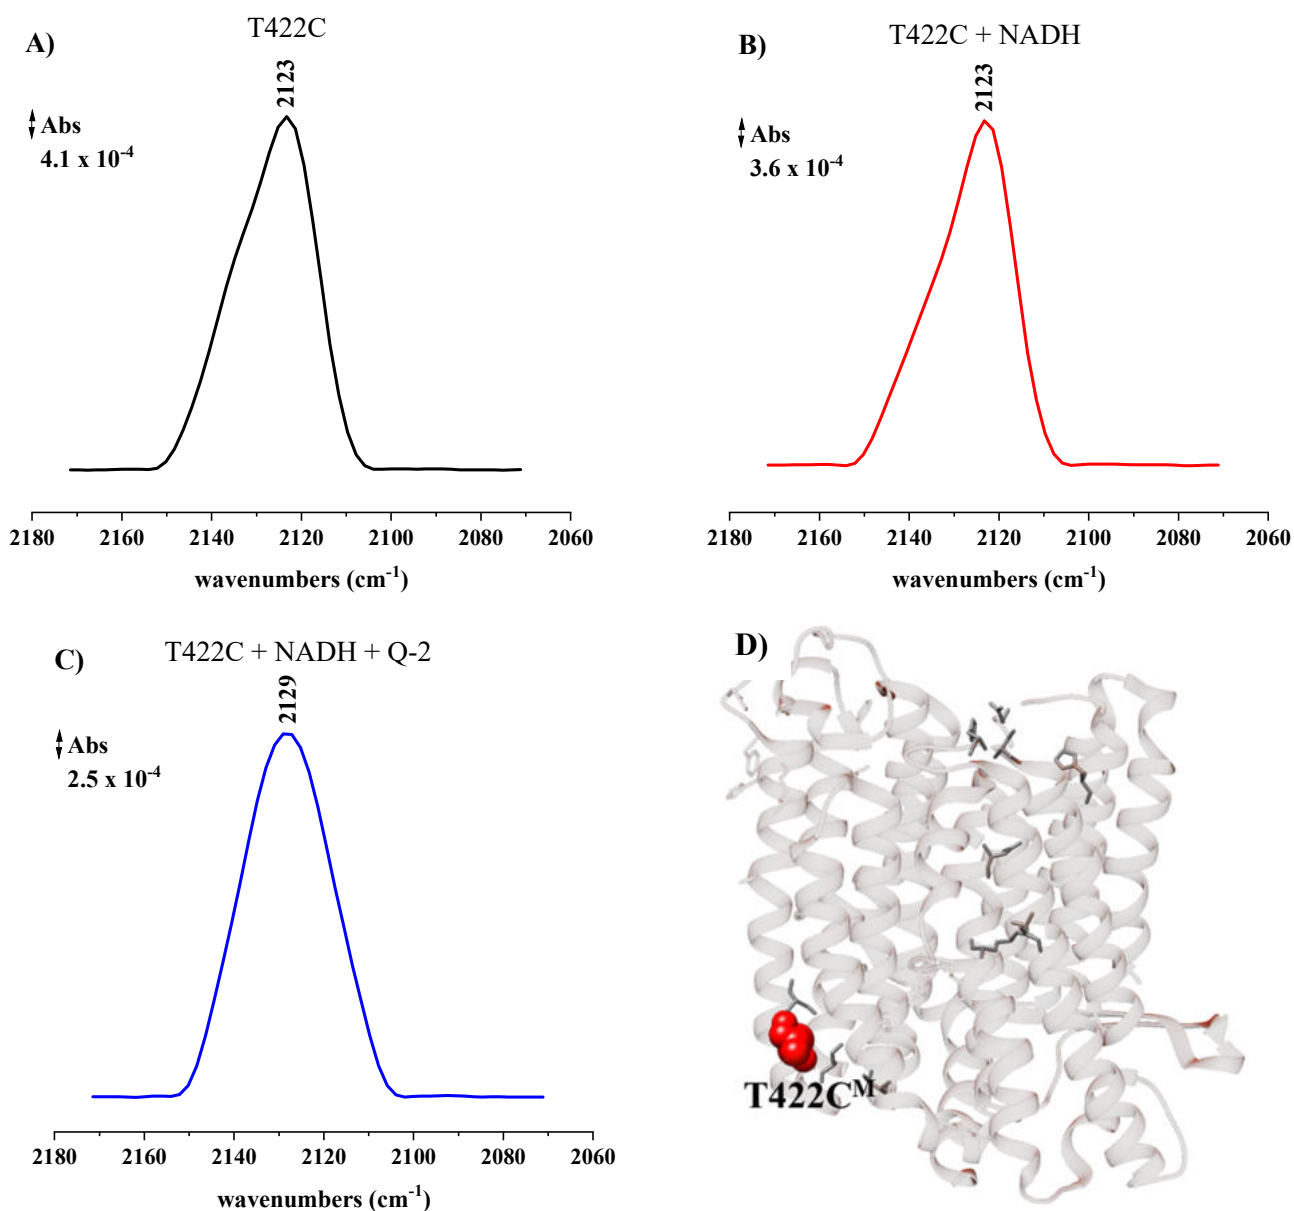 A)
T422C
2123
Abs
4.1 x 10⁻⁴
2180 2160 2140 2120 2100 2080 2060
wavenumbers (cm⁻¹)
B)
T422C + NADH
2123
Abs
3.6 x 10⁻⁴
2180 2160 2140 2120 2100 2080 2060
wavenumbers (cm⁻¹)
C)
T422C + NADH + Q-2
2129
Abs
2.5 x 10⁻⁴
2180 2160 2140 2120 2100 2080 2060
wavenumbers (cm⁻¹)
D)
T422Cᴹ